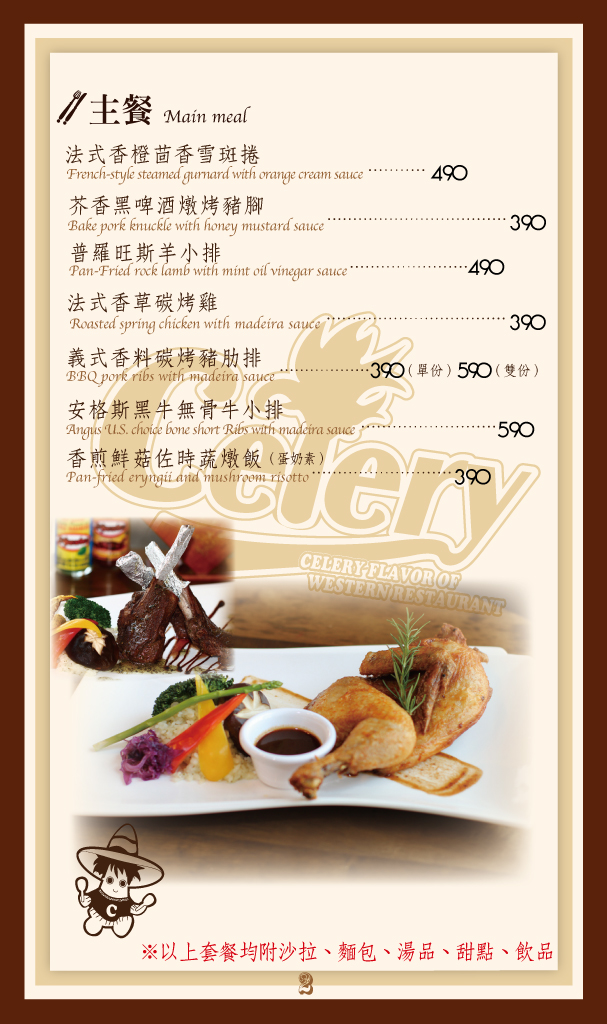 主餐 Main meal
法式香橙茴香雪斑捲
French-style steamed gurnard with orange cream sauce 490
芥香黑啤酒燉烤豬腳
Bake pork knuckle with honey mustard sauce 390
普羅旺斯羊小排
Pan-Fried rock lamb with mint oil vinegar sauce 490
法式香草碳烤雞
Roasted spring chicken with madeira sauce 390
義式香料碳烤豬肋排
BBQ pork ribs with madeira sauce 390(單份) 590(雙份)
安格斯黑牛無骨牛小排
Angus U.S. choice bone short Ribs with madeira sauce 590
香煎鮮菇佐時蔬燉飯(蛋奶素)
Pan-fried eryngii and mushroom risotto 390
Celery
CELERY FLAVOR OF
WESTERN RESTAURANT
C
※以上套餐均附沙拉、麵包、湯品、甜點、飲品
2